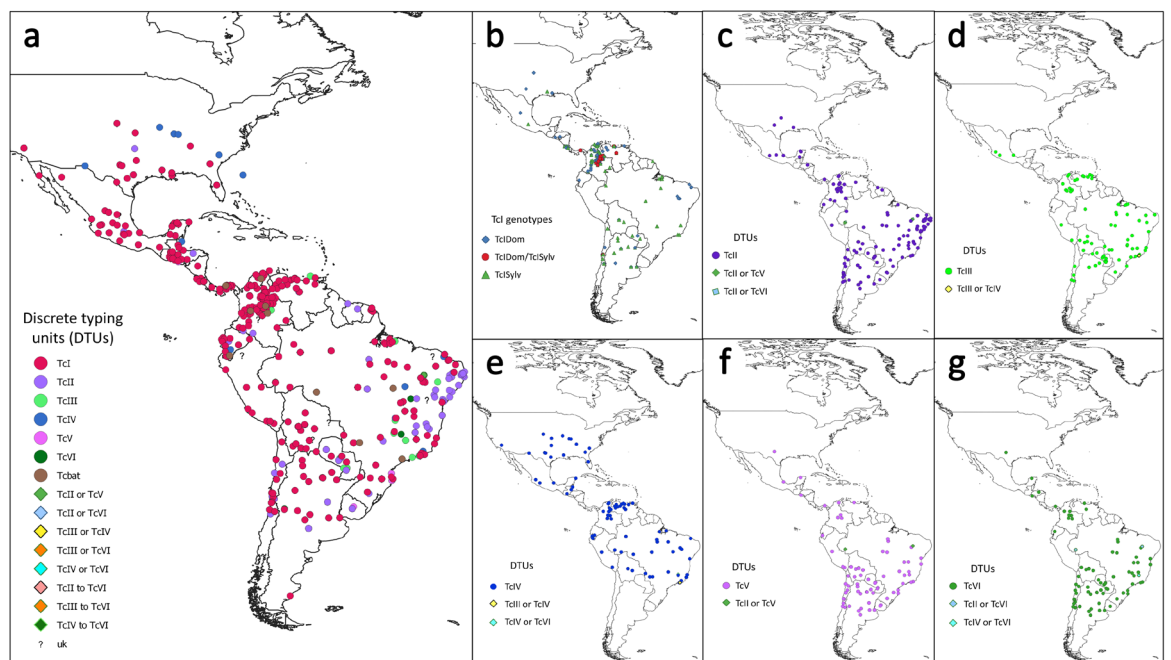 a
Discrete typing
units (DTUs)
TcI
TcII
TcIII
TcIV
TcV
TcVI
Tcbat
TcII or TcV
TcII or TcVI
TcIII or TcIV
TcIII or TcVI
TcIV or TcVI
TcII to TcVI
TcIII to TcVI
TcIV to TcVI
? uk
?
?
?
?
b
TcI genotypes
TcIDom
TcIDom/TcISylv
TcISylv
c
DTUs
TcII
TcII or TcV
TcII or TcVI
d
DTUs
TcIII
TcIII or TcIV
e
DTUs
TcIV
TcIII or TcIV
TcIV or TcVI
f
DTUs
TcV
TcII or TcV
g
DTUs
TcVI
TcII or TcVI
TcIV or TcVI